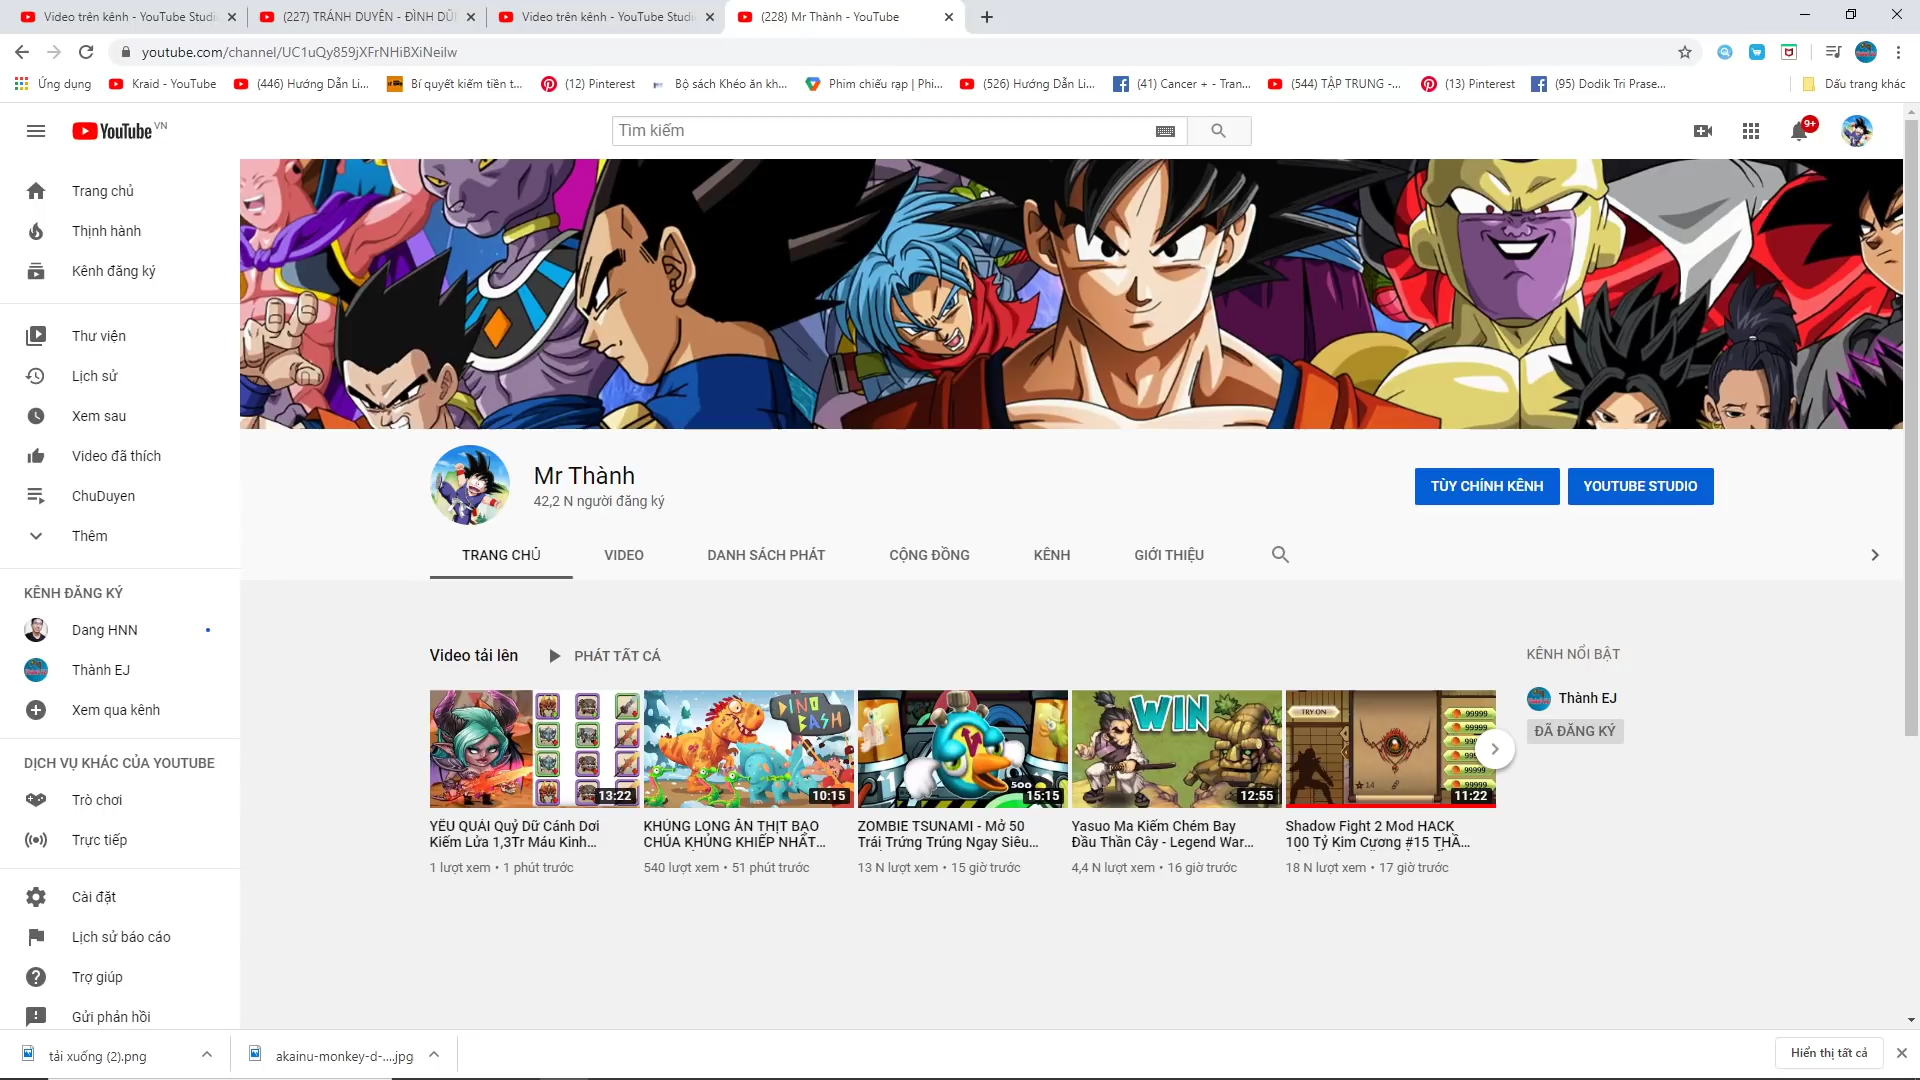 Video trên kênh - YouTube Studi
(227) TRÁNH DUYÊN - ĐÌNH DŨ
Video trên kênh - YouTube Studi
(228) Mr Thành - YouTube
youtube.com/channel/UC1uQy859jXFrNHiBXiNeilw
Ứng dụng
Kraid - YouTube
(446) Hướng Dẫn Li...
Bí quyết kiếm tiền t...
(12) Pinterest
Bộ sách Khéo ăn kh...
Phim chiếu rạp | Phi...
(526) Hướng Dẫn Li...
(41) Cancer + - Tran...
(544) TẬP TRUNG -...
(13) Pinterest
(95) Dodik Tri Prase...
Dấu trang khác
YouTube VN
Tìm kiếm
9+
Trang chủ
Thịnh hành
Kênh đăng ký
Thư viện
Lịch sử
Xem sau
Video đã thích
ChuDuyen
Thêm
KÊNH ĐĂNG KÝ
Dang HNN
Thành EJ
Xem qua kênh
DỊCH VỤ KHÁC CỦA YOUTUBE
Trò chơi
Trực tiếp
Cài đặt
Lịch sử báo cáo
Trợ giúp
Gửi phản hồi
Mr Thành
42,2 N người đăng ký
TÙY CHỈNH KÊNH
YOUTUBE STUDIO
TRANG CHỦ
VIDEO
DANH SÁCH PHÁT
CỘNG ĐỒNG
KÊNH
GIỚI THIỆU
Video tải lên
PHÁT TẤT CẢ
13:22
DINO
BASH
10:15
500
15:15
WIN
12:55
TRY ON
99999
99999
99999
99999
14
11:22
YÊU QUÁI Quỷ Dữ Cánh Dơi
Kiếm Lửa 1,3Tr Máu Kinh...
1 lượt xem • 1 phút trước
KHỦNG LONG ĂN THỊT BẠO
CHÚA KHỦNG KHIẾP NHẤT...
540 lượt xem • 51 phút trước
ZOMBIE TSUNAMI - Mở 50
Trái Trứng Trúng Ngay Siêu...
13 N lượt xem • 15 giờ trước
Yasuo Ma Kiếm Chém Bay
Đầu Thần Cây - Legend War...
4,4 N lượt xem • 16 giờ trước
Shadow Fight 2 Mod HACK
100 Tỷ Kim Cương #15 THẦ...
18 N lượt xem • 17 giờ trước
KÊNH NỔI BẬT
Thành EJ
ĐÃ ĐĂNG KÝ
tải xuống (2).png
akainu-monkey-d-....jpg
Hiển thị tất cả